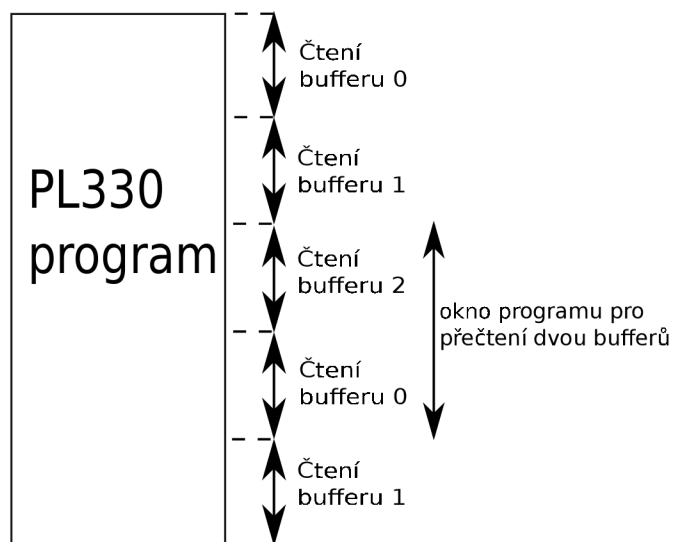 PL330
program
Čtení
bufferu 0
Čtení
bufferu 1
Čtení
bufferu 2
Čtení
bufferu 0
Čtení
bufferu 1
okno programu pro
přečtení dvou bufferů